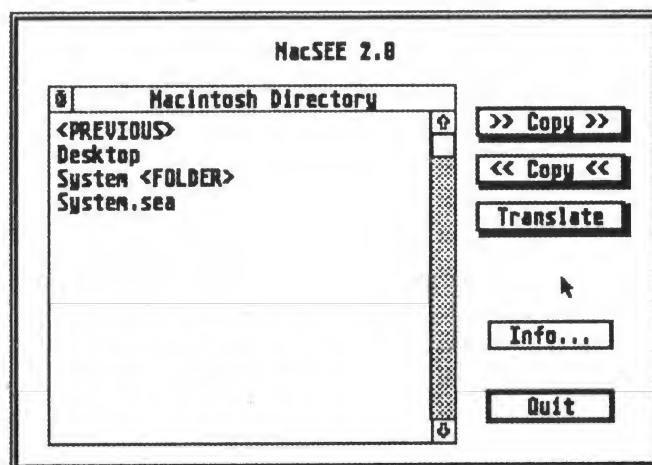 MacSEE 2.0
Macintosh Directory
<PREVIOUS>
Desktop
System <FOLDER>
System.sea
>> Copy >>
<< Copy <<
Translate
Info...
Quit